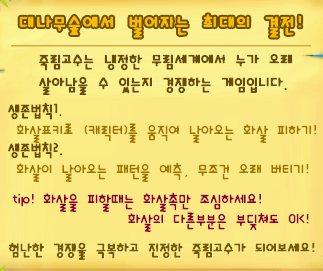 대나무숲에서 벌어지는 최대의 결전!
죽림고수는 냉정한 무림세계에서 누가 오래
살아남을 수 있는지 경쟁하는 게임입니다.
생존법칙1.
화살표키로 (캐릭터)를 움직여 날아오는 화살 피하기!
생존법칙2.
화살이 날아오는 패턴을 예측, 무조건 오래 버티기!
tip! 화살을 피할때는 화살촉만 조심하세요!
화살의 다른부분은 부딪쳐도 OK!
험난한 경쟁을 극복하고 진정한 죽림고수가 되어보세요!